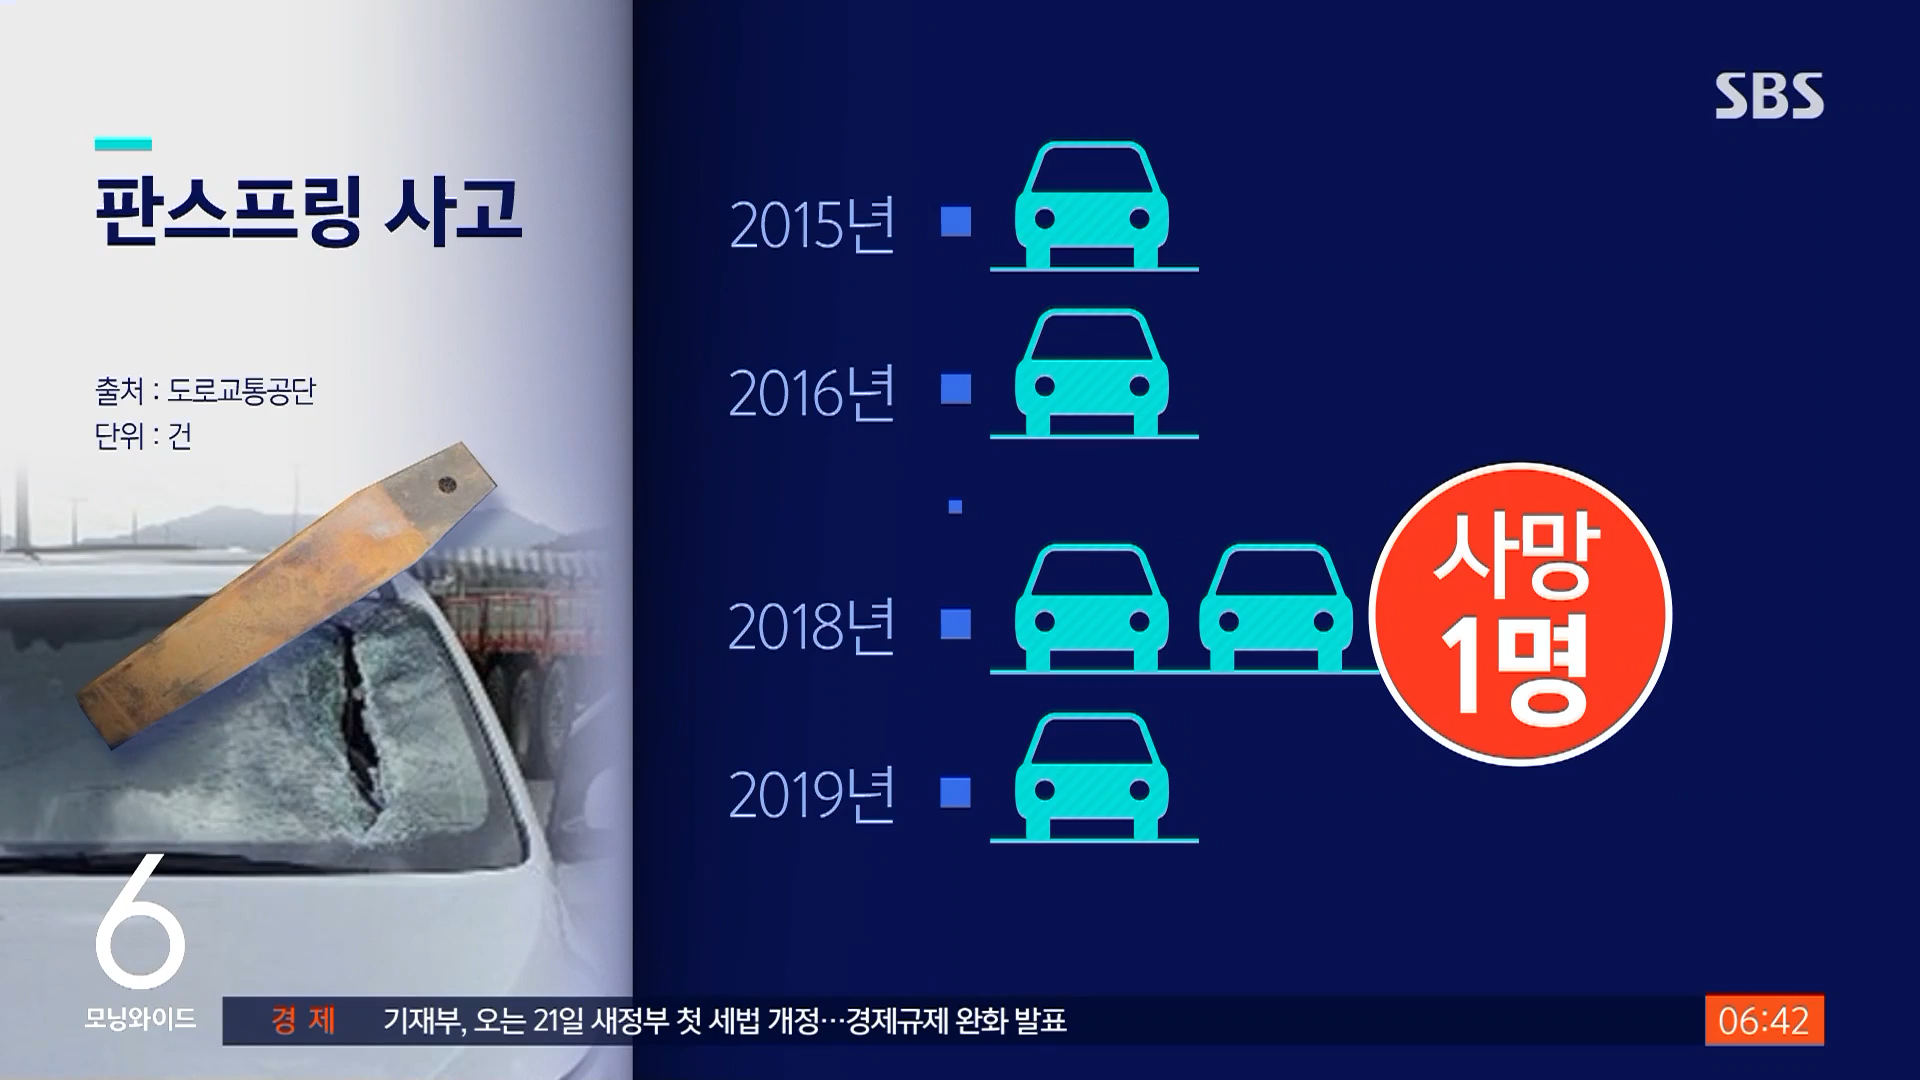 SBS
판스프링 사고
출처 : 도로교통공단
단위 : 건
2015년
2016년
2018년
2019년
사망
1명
6
모닝와이드
경제 기재부, 오는 21일 새정부 첫 세법 개정…경제규제 완화 발표
06:42